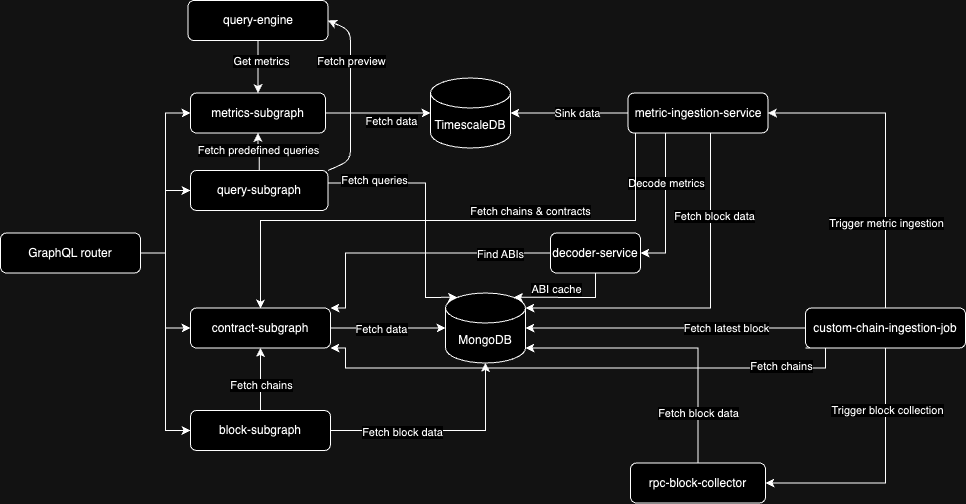 query-engine
Get metrics
Fetch preview
metrics-subgraph
Fetch data
TimescaleDB
Sink data
metric-ingestion-service
Fetch predefined queries
query-subgraph
Fetch queries
Decode metrics
Fetch chains & contracts
Fetch block data
Trigger metric ingestion
GraphQL router
Find ABIs
decoder-service
ABI cache
contract-subgraph
Fetch data
MongoDB
Fetch latest block
custom-chain-ingestion-job
Fetch chains
Fetch chains
Fetch block data
Trigger block collection
block-subgraph
Fetch block data
rpc-block-collector